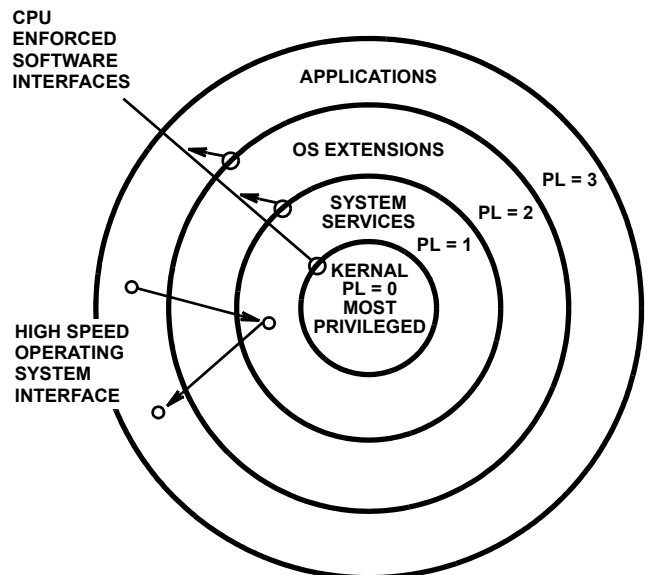 CPU
ENFORCED
SOFTWARE
INTERFACES
APPLICATIONS
OS EXTENSIONS
PL = 3
SYSTEM
SERVICES
PL = 2
PL = 1
KERNAL
PL = 0
MOST
PRIVILEGED
HIGH SPEED
OPERATING
SYSTEM
INTERFACE